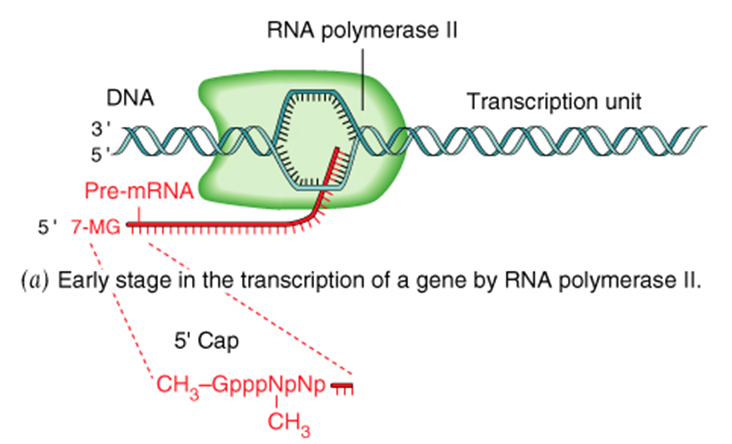 RNA polymerase II
DNA
Transcription unit
3'
5'
Pre-mRNA
5' 7-MG
(a) Early stage in the transcription of a gene by RNA polymerase II.
5' Cap
CH₃–GpppNpNp
CH₃